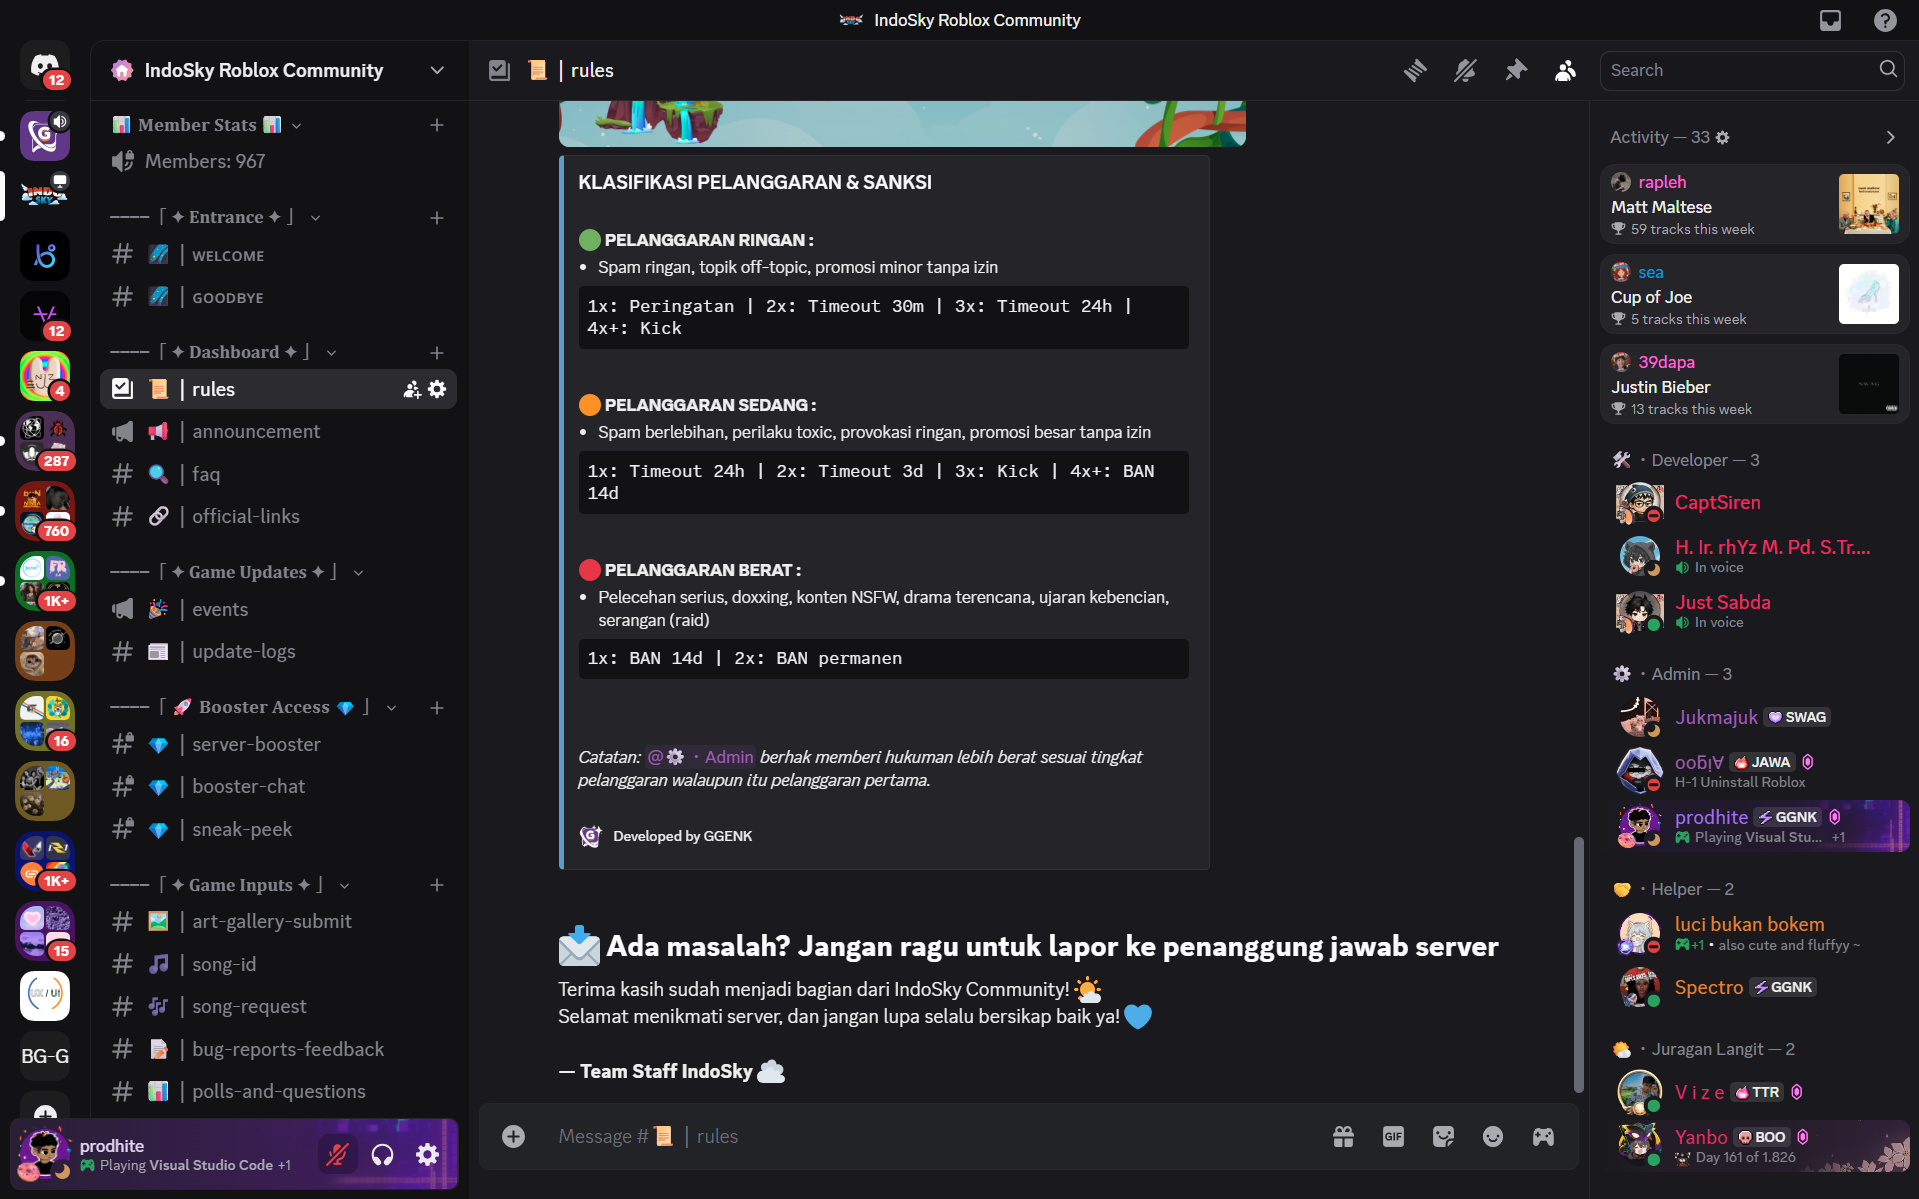 IndoSky Roblox Community
12
IndoSky Roblox Community
Member Stats
Members: 967
---- ⌈ ✦ Entrance ✦ ⌋
| WELCOME
| GOODBYE
---- ⌈ ✦ Dashboard ✦ ⌋
| rules
| announcement
| faq
| official-links
---- ⌈ ✦ Game Updates ✦ ⌋
| events
| update-logs
---- ⌈ 🚀 Booster Access 💎 ⌋
| server-booster
| booster-chat
| sneak-peek
---- ⌈ ✦ Game Inputs ✦ ⌋
| art-gallery-submit
| song-id
| song-request
| bug-reports-feedback
| polls-and-questions
INDO
SKY
12
4
287
760
1K+
16
1K+
15
UX / UI
BG-G
prodhite
Playing Visual Studio Code +1
| rules
KLASIFIKASI PELANGGARAN & SANKSI
🟢 PELANGGARAN RINGAN :
• Spam ringan, topik off-topic, promosi minor tanpa izin
1x: Peringatan | 2x: Timeout 30m | 3x: Timeout 24h |
4x+: Kick
🟠 PELANGGARAN SEDANG :
• Spam berlebihan, perilaku toxic, provokasi ringan, promosi besar tanpa izin
1x: Timeout 24h | 2x: Timeout 3d | 3x: Kick | 4x+: BAN
14d
🔴 PELANGGARAN BERAT :
• Pelecehan serius, doxxing, konten NSFW, drama terencana, ujaran kebencian,
serangan (raid)
1x: BAN 14d | 2x: BAN permanen
Catatan: @⚙️ ・ Admin berhak memberi hukuman lebih berat sesuai tingkat
pelanggaran walaupun itu pelanggaran pertama.
Developed by GGENK
Ada masalah? Jangan ragu untuk lapor ke penanggung jawab server
Terima kasih sudah menjadi bagian dari IndoSky Community!
Selamat menikmati server, dan jangan lupa selalu bersikap baik ya!
— Team Staff IndoSky
Message #📜 | rules
GIF
Search
Activity — 33
rapleh
Matt Maltese
59 tracks this week
sea
Cup of Joe
5 tracks this week
39dapa
Justin Bieber
13 tracks this week
SWAG
・ Developer — 3
CaptSiren
H. Ir. rhYz M. Pd. S.Tr....
In voice
Just Sabda
In voice
・ Admin — 3
Jukmajuk SWAG
JAWA
H-1 Uninstall Roblox
prodhite GGNK
Playing Visual Stu... +1
・ Helper — 2
luci bukan bokem
+1 • also cute and fluffyy ~
Spectro GGNK
・ Juragan Langit — 2
V i z e TTR
Yanbo BOO
Day 161 of 1.826